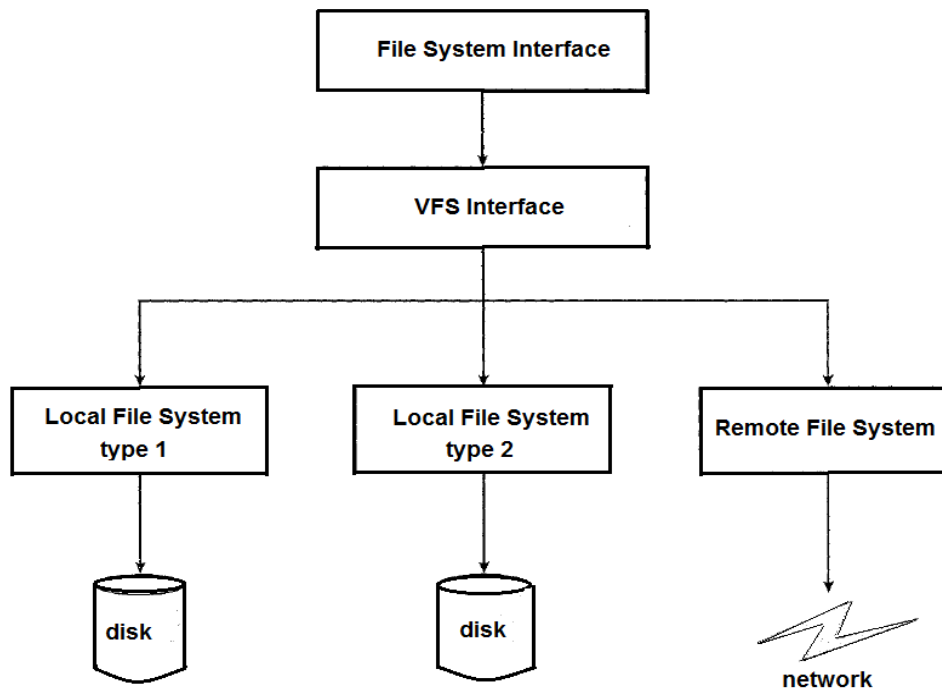 File System Interface
VFS Interface
Local File System
type 1
Local File System
type 2
Remote File System
disk
disk
network